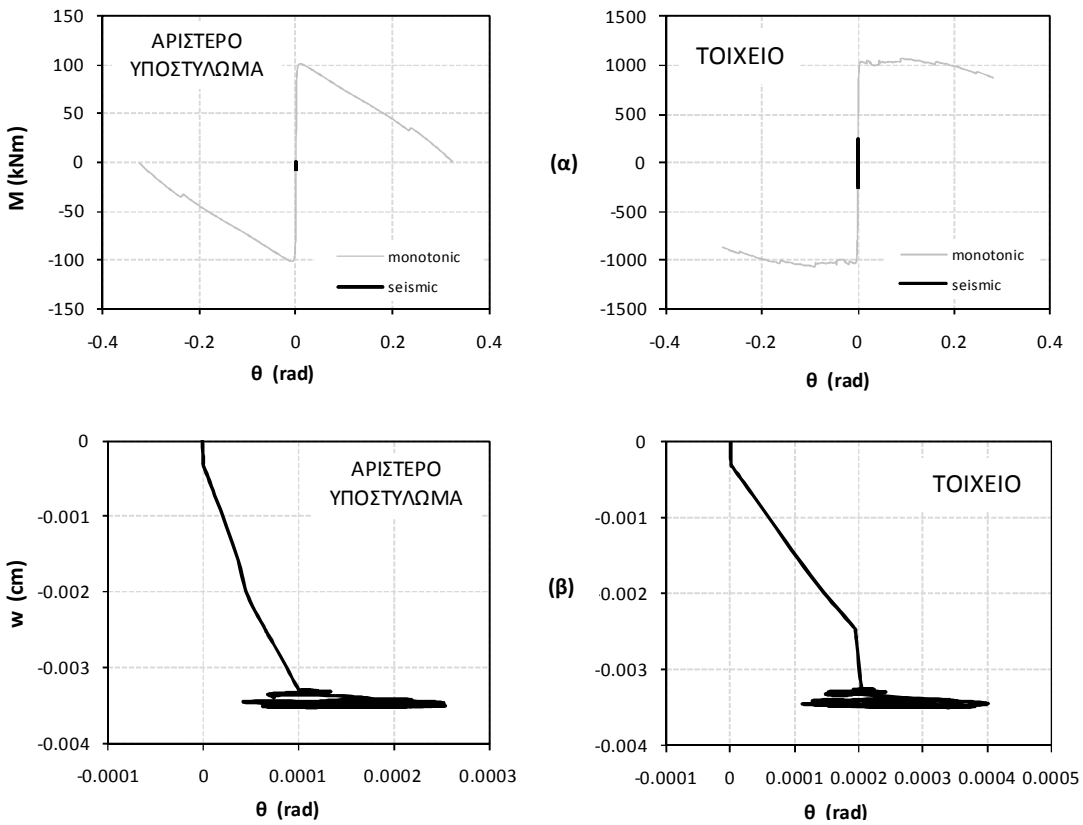 ΑΡΙΣΤΕΡΟ
ΥΠΟΣΤΥΛΩΜΑ
M (kNm)
150
100
50
0
-50
-100
-150
monotonic
seismic
-0.4 -0.2 0 0.2 0.4
θ (rad)
(α)
ΤΟΙΧΕΙΟ
1500
1000
500
0
-500
-1000
-1500
monotonic
seismic
-0.4 -0.2 0 0.2 0.4
θ (rad)
ΑΡΙΣΤΕΡΟ
ΥΠΟΣΤΥΛΩΜΑ
w (cm)
0
-0.001
-0.002
-0.003
-0.004
-0.0001 0 0.0001 0.0002 0.0003
θ (rad)
(β)
ΤΟΙΧΕΙΟ
0
-0.001
-0.002
-0.003
-0.004
-0.0001 0 0.0001 0.0002 0.0003 0.0004 0.0005
θ (rad)